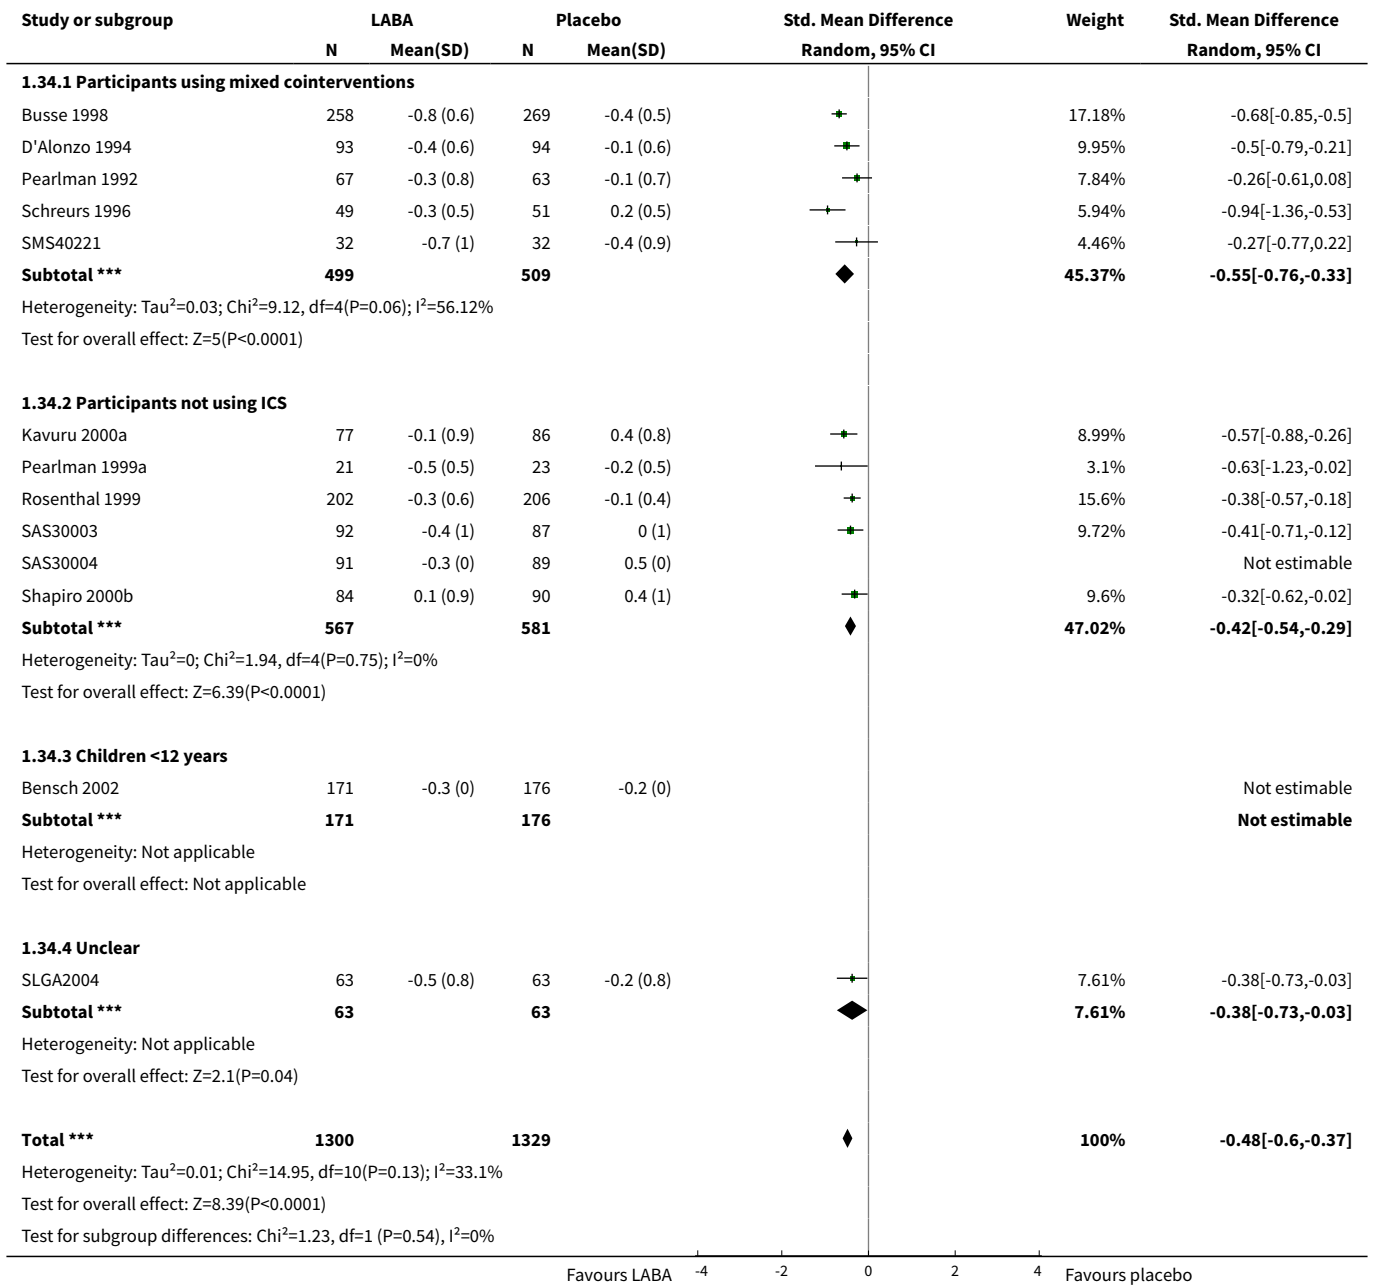 Study or subgroup LABA Placebo Std. Mean Difference Weight Std. Mean Difference
N Mean(SD) N Mean(SD) Random, 95% CI Random, 95% CI
1.34.1 Participants using mixed cointerventions
Busse 1998 258 -0.8 (0.6) 269 -0.4 (0.5) 17.18% -0.68[-0.85,-0.5]
D'Alonzo 1994 93 -0.4 (0.6) 94 -0.1 (0.6) 9.95% -0.5[-0.79,-0.21]
Pearlman 1992 67 -0.3 (0.8) 63 -0.1 (0.7) 7.84% -0.26[-0.61,0.08]
Schreurs 1996 49 -0.3 (0.5) 51 0.2 (0.5) 5.94% -0.94[-1.36,-0.53]
SMS40221 32 -0.7 (1) 32 -0.4 (0.9) 4.46% -0.27[-0.77,0.22]
Subtotal *** 499 509 45.37% -0.55[-0.76,-0.33]
Heterogeneity: Tau²=0.03; Chi²=9.12, df=4(P=0.06); I²=56.12%
Test for overall effect: Z=5(P<0.0001)
1.34.2 Participants not using ICS
Kavuru 2000a 77 -0.1 (0.9) 86 0.4 (0.8) 8.99% -0.57[-0.88,-0.26]
Pearlman 1999a 21 -0.5 (0.5) 23 -0.2 (0.5) 3.1% -0.63[-1.23,-0.02]
Rosenthal 1999 202 -0.3 (0.6) 206 -0.1 (0.4) 15.6% -0.38[-0.57,-0.18]
SAS30003 92 -0.4 (1) 87 0 (1) 9.72% -0.41[-0.71,-0.12]
SAS30004 91 -0.3 (0) 89 0.5 (0) Not estimable
Shapiro 2000b 84 0.1 (0.9) 90 0.4 (1) 9.6% -0.32[-0.62,-0.02]
Subtotal *** 567 581 47.02% -0.42[-0.54,-0.29]
Heterogeneity: Tau²=0; Chi²=1.94, df=4(P=0.75); I²=0%
Test for overall effect: Z=6.39(P<0.0001)
1.34.3 Children <12 years
Bensch 2002 171 -0.3 (0) 176 -0.2 (0) Not estimable
Subtotal *** 171 176 Not estimable
Heterogeneity: Not applicable
Test for overall effect: Not applicable
1.34.4 Unclear
SLGA2004 63 -0.5 (0.8) 63 -0.2 (0.8) 7.61% -0.38[-0.73,-0.03]
Subtotal *** 63 63 7.61% -0.38[-0.73,-0.03]
Heterogeneity: Not applicable
Test for overall effect: Z=2.1(P=0.04)
Total *** 1300 1329 100% -0.48[-0.6,-0.37]
Heterogeneity: Tau²=0.01; Chi²=14.95, df=10(P=0.13); I²=33.1%
Test for overall effect: Z=8.39(P<0.0001)
Test for subgroup differences: Chi²=1.23, df=1 (P=0.54), I²=0%
Favours LABA -4 -2 0 2 4 Favours placebo